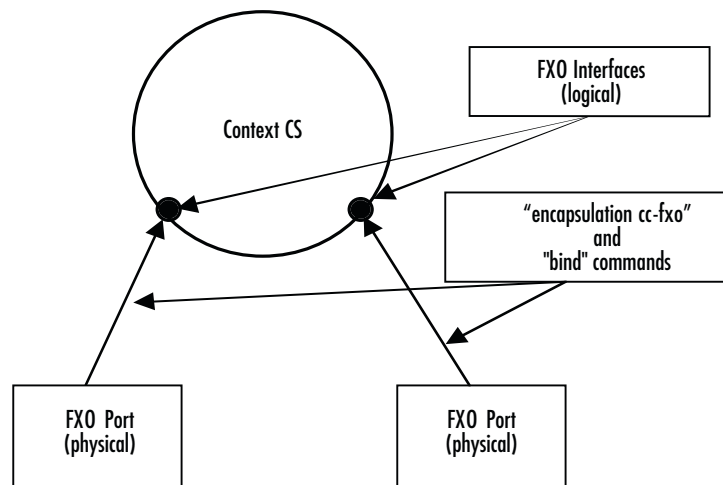 FXO Interfaces
(logical)
Context CS
“encapsulation cc-fxo”
and
"bind" commands
FXO Port
(physical)
FXO Port
(physical)